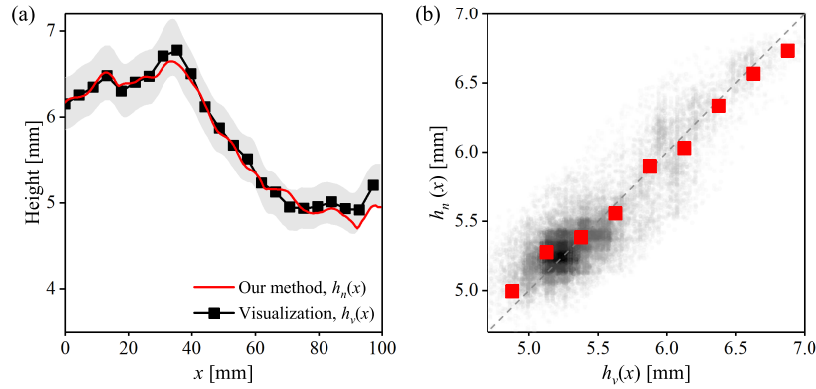 (a)
7
6
5
4
Height [mm]
Our method, hₙ(x)
Visualization, hᵥ(x)
0 20 40 60 80 100
x [mm]
(b)
7.0
6.5
6.0
5.5
5.0
hₙ (x) [mm]
5.0 5.5 6.0 6.5 7.0
hᵥ(x) [mm]